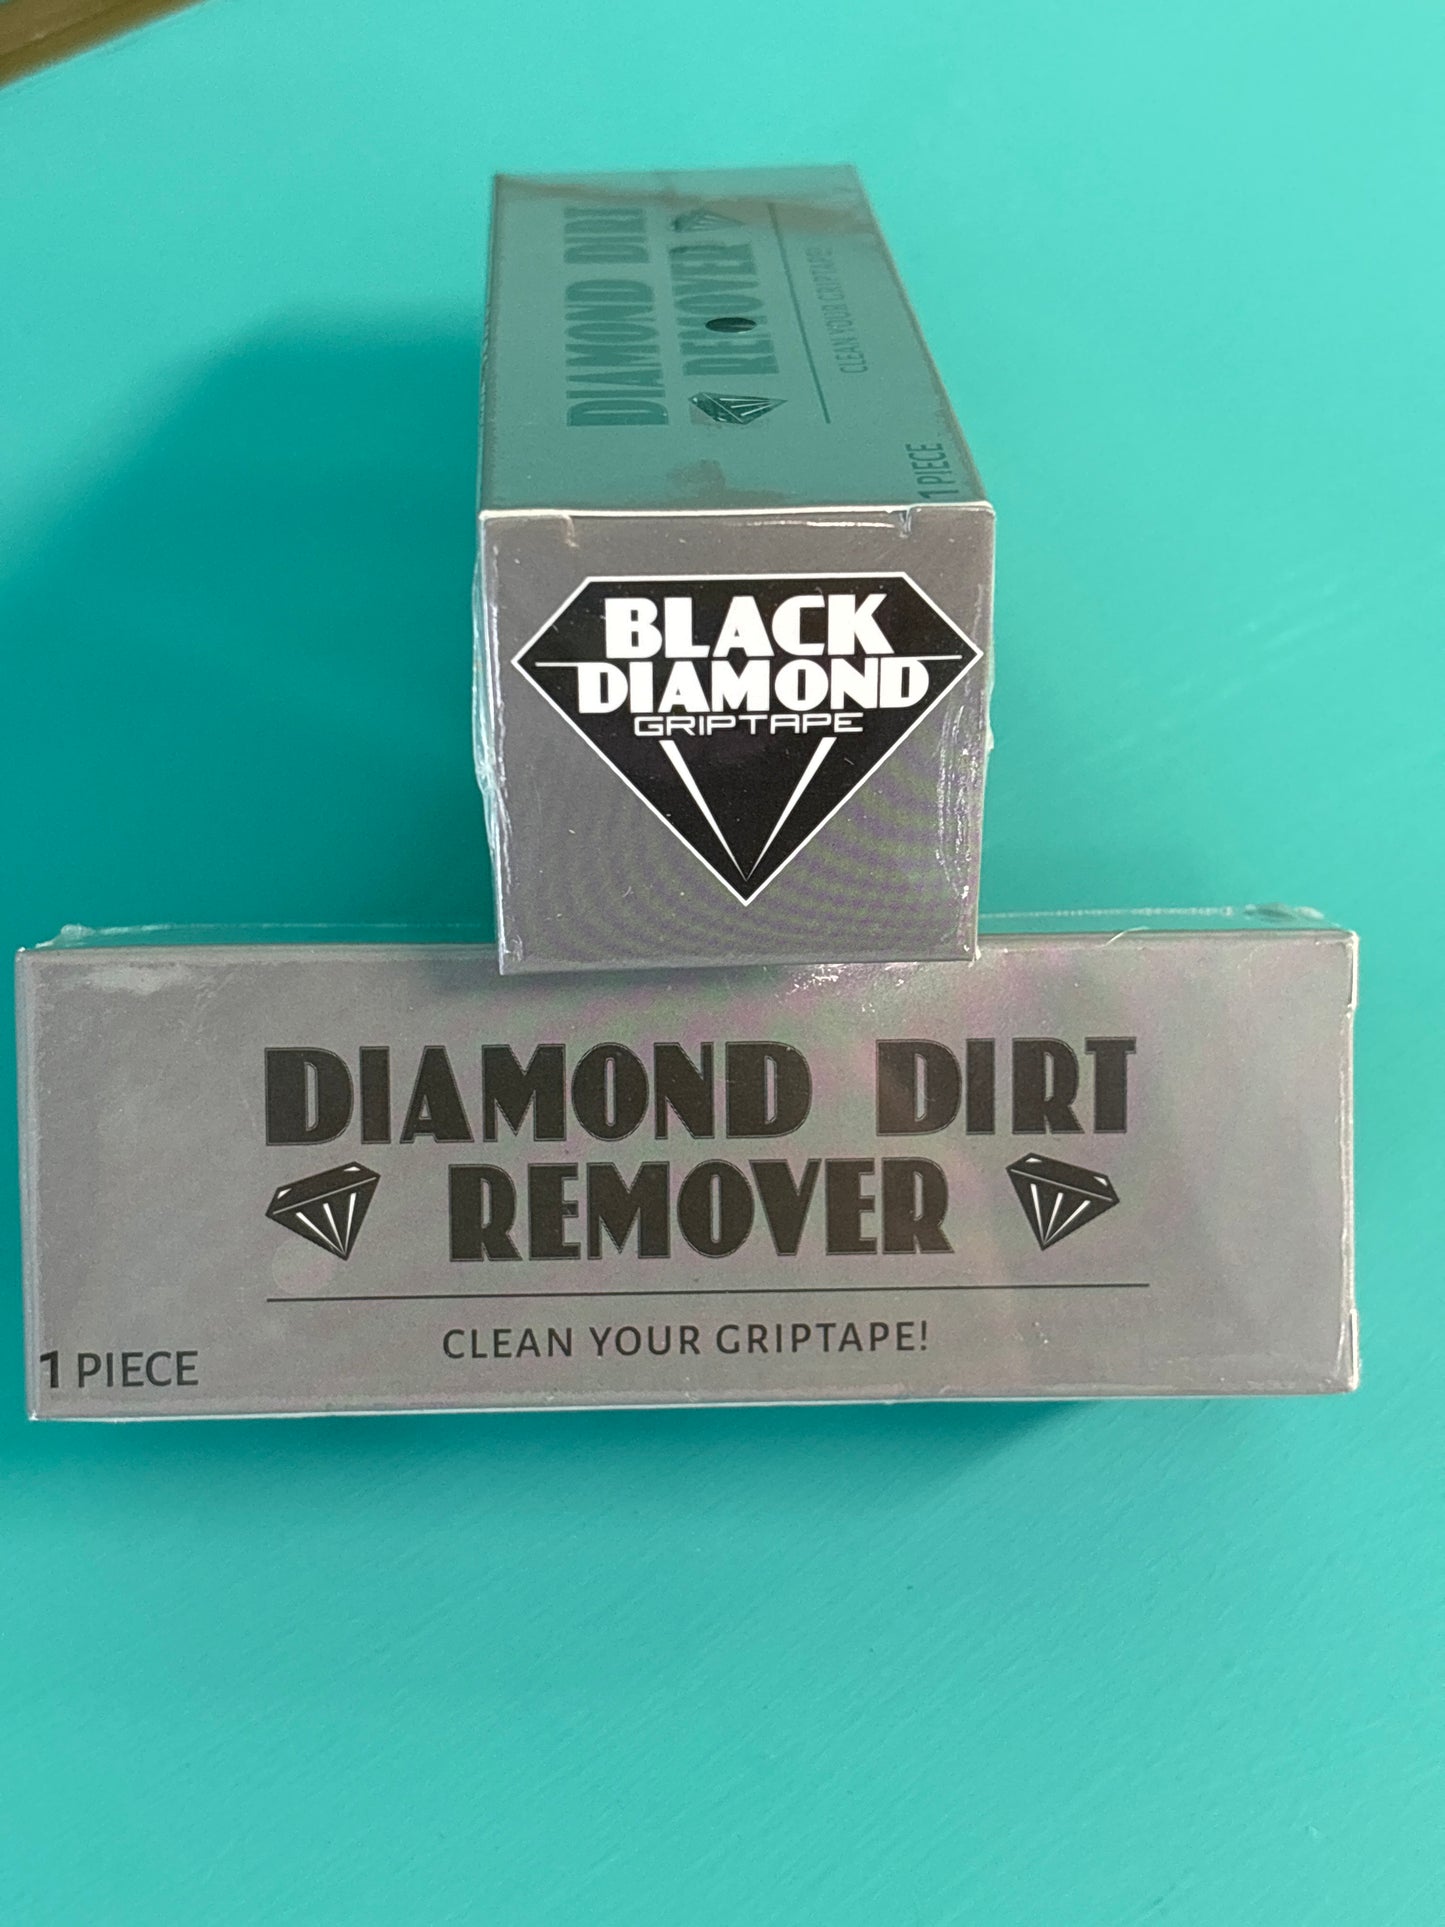 DIAMOND DIRT
REMOVER
CLEAN YOUR GRIPTAPE!
1 PIECE
BLACK
DIAMOND
GRIPTAPE
DIAMOND DIRT
REMOVER
CLEAN YOUR GRIPTAPE!
1 PIECE